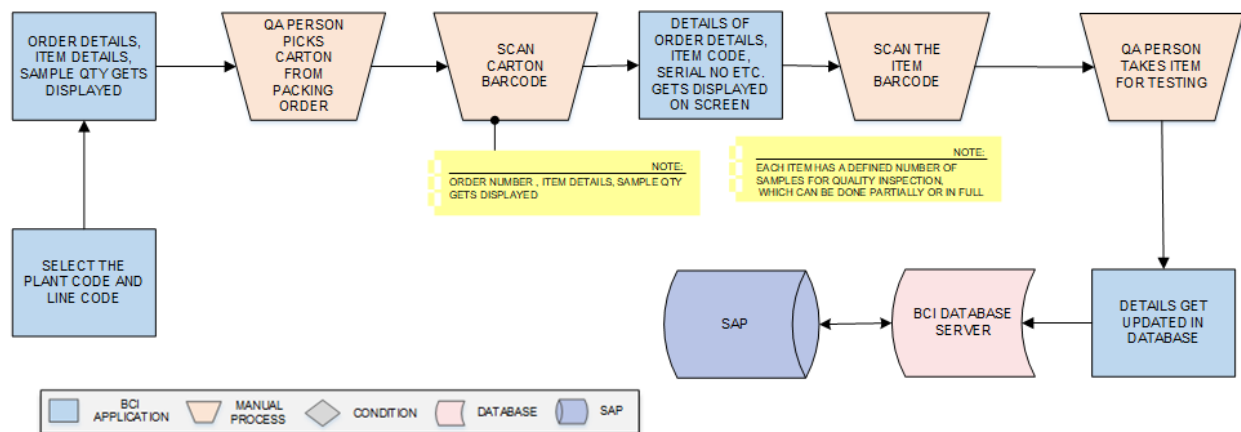 ORDER DETAILS,
ITEM DETAILS,
SAMPLE QTY GETS
DISPLAYED
QA PERSON
PICKS
CARTON
FROM
PACKING
ORDER
SCAN
CARTON
BARCODE
DETAILS OF
ORDER DETAILS,
ITEM CODE,
SERIAL NO ETC.
GETS DISPLAYED
ON SCREEN
SCAN THE
ITEM
BARCODE
QA PERSON
TAKES ITEM
FOR TESTING
NOTE:
ORDER NUMBER , ITEM DETAILS, SAMPLE QTY
GETS DISPLAYED
NOTE:
EACH ITEM HAS A DEFINED NUMBER OF
SAMPLES FOR QUALITY INSPECTION,
WHICH CAN BE DONE PARTIALLY OR IN FULL
SELECT THE
PLANT CODE AND
LINE CODE
SAP
BCI DATABASE
SERVER
DETAILS GET
UPDATED IN
DATABASE
BCI
APPLICATION
MANUAL
PROCESS
CONDITION
DATABASE
SAP